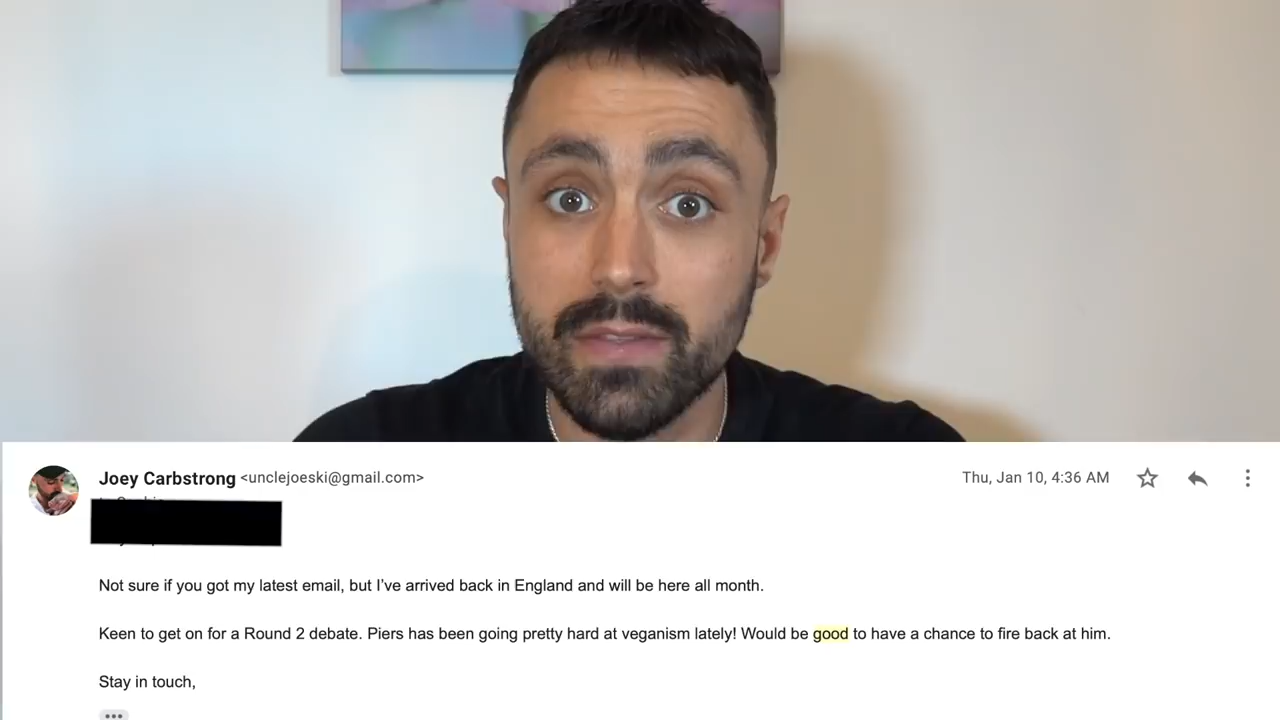 Joey Carbstrong <unclejoeski@gmail.com>
Thu, Jan 10, 4:36 AM
Not sure if you got my latest email, but I’ve arrived back in England and will be here all month.
Keen to get on for a Round 2 debate. Piers has been going pretty hard at veganism lately! Would be good to have a chance to fire back at him.
Stay in touch,